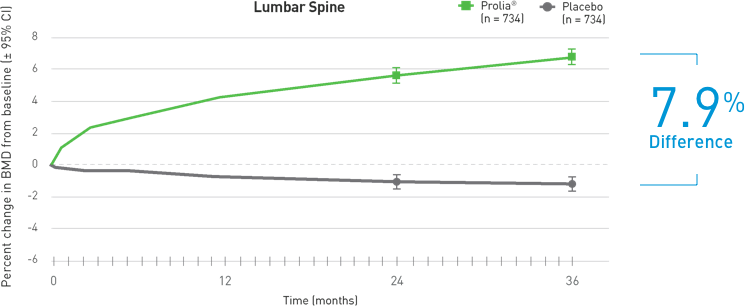 Lumbar Spine
Prolia®
(n = 734)
Placebo
(n = 734)
Percent change in BMD from baseline (± 95% CI)
8
6
4
2
0
-2
-4
-6
0
12
24
36
Time (months)
7.9%
Difference